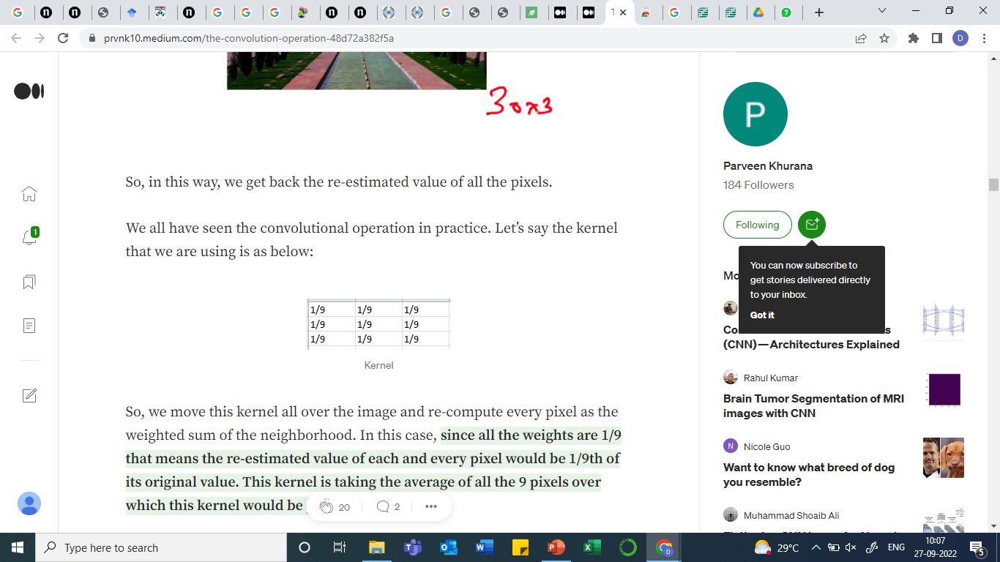 prvnk10.medium.com/the-convolution-operation-48d72a382f5a
D
30x3
So, in this way, we get back the re-estimated value of all the pixels.
We all have seen the convolutional operation in practice. Let’s say the kernel
that we are using is as below:
1/9 1/9 1/9
1/9 1/9 1/9
1/9 1/9 1/9
Kernel
So, we move this kernel all over the image and re-compute every pixel as the
weighted sum of the neighborhood. In this case, since all the weights are 1/9
that means the re-estimated value of each and every pixel would be 1/9th of
its original value. This kernel is taking the average of all the 9 pixels over
which this kernel would be
20 2
1
P
Parveen Khurana
184 Followers
Following
You can now subscribe to
get stories delivered directly
to your inbox.
Got it
(CNN) — Architectures Explained
Rahul Kumar
Brain Tumor Segmentation of MRI
images with CNN
N Nicole Guo
Want to know what breed of dog
you resemble?
Muhammad Shoaib Ali
Type here to search
29°C
ENG
10:07
27-09-2022
5